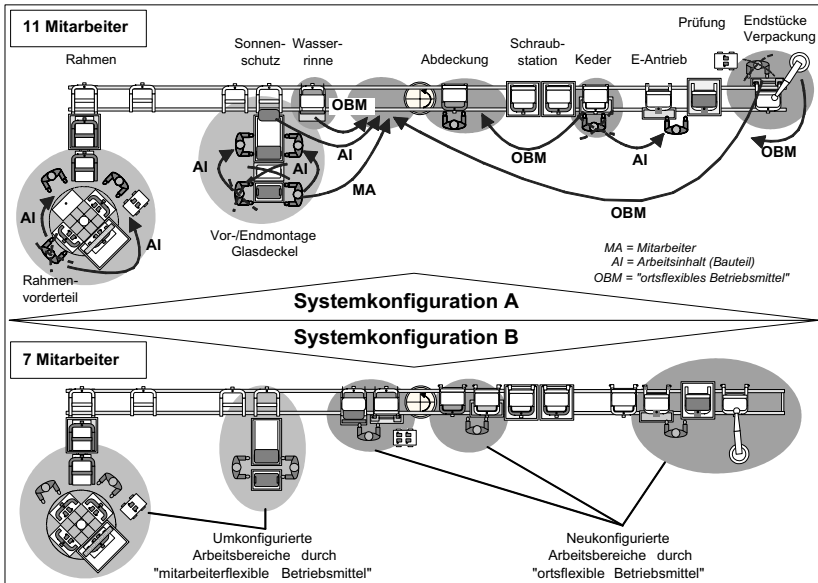 11 Mitarbeiter
Rahmen
Sonnen-
schutz
Wasser-
rinne
Abdeckung
Schraub-
station
Keder
E-Antrieb
Prüfung
Endstücke
Verpackung
OBM
AI
AI
AI
MA
OBM
AI
OBM
OBM
AI
AI
Vor-/Endmontage
Glasdeckel
Rahmen-
vorderteil
MA = Mitarbeiter
AI = Arbeitsinhalt (Bauteil)
OBM = "ortsflexibles Betriebsmittel"
Systemkonfiguration A
Systemkonfiguration B
7 Mitarbeiter
Umkonfigurierte
Arbeitsbereiche durch
"mitarbeiterflexible Betriebsmittel"
Neukonfigurierte
Arbeitsbereiche durch
"ortsflexible Betriebsmittel"